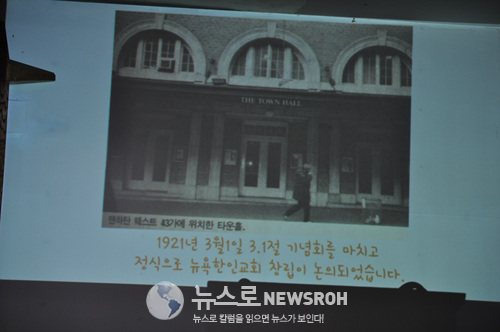 THE TOWN HALL
맨하탄 웨스트 43가에 위치한 타운홀.
1921년 3월1일 3.1절 기념회를 마치고
정식으로 뉴욕한인교회 창립이 논의되었습니다.
뉴스로 NEWSROH
뉴스로 칼럼을 읽으면 뉴스가 보인다!